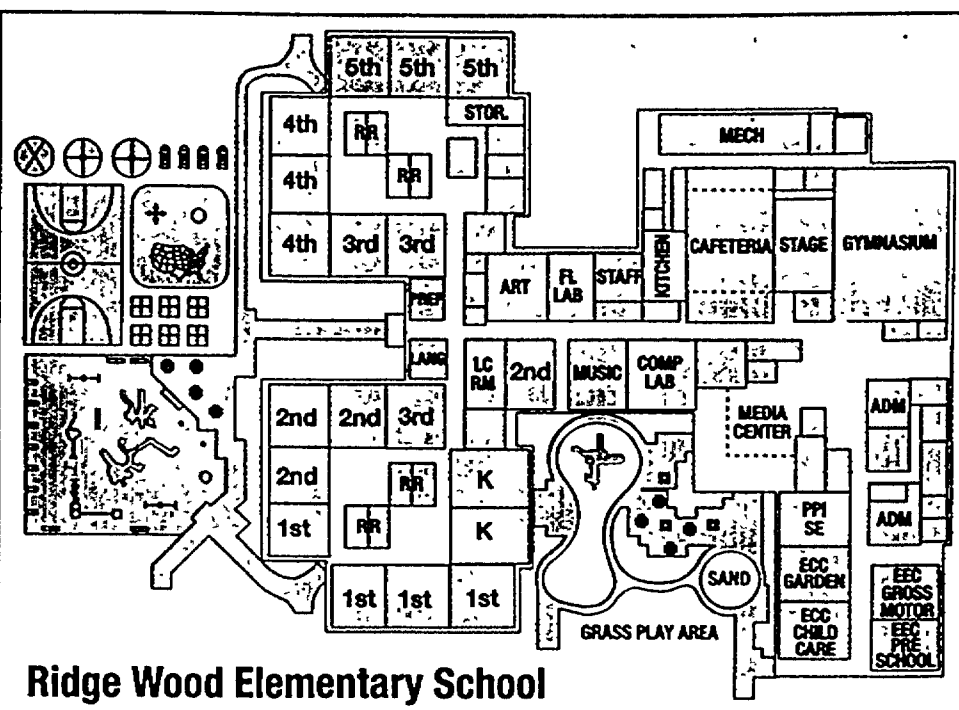 5th 5th 5th
STOR.
4th RR
MECH
4th RR
4th 3rd 3rd
KITCHEN
CAFETERIA STAGE GYMNASIUM
ART
FL
LAB
STAFF
PREP
LANG
LC
RM
2nd
MUSIC
COMP
LAB
2nd 2nd 3rd
MEDIA
CENTER
ADM
2nd RR K
1st RR K
PPI
SE
ADM
ECC
GARDEN
EEC
GROSS
MOTOR
1st 1st 1st
SAND
GRASS PLAY AREA
ECC
CHILD
CARE
EEC
PRE
SCHOOL
Ridge Wood Elementary School